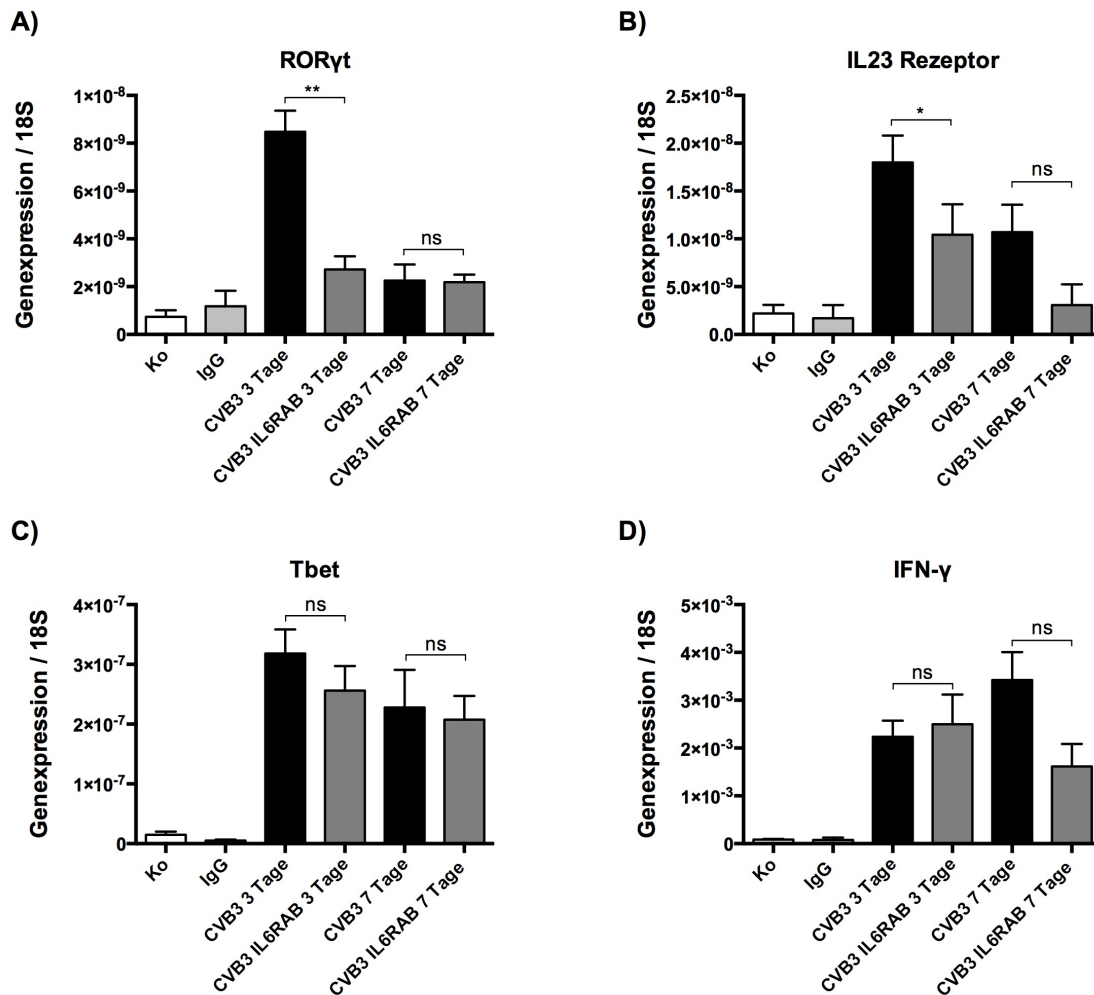 A)
RORγt
Genexpression / 18S
1×10-8
8×10-9
6×10-9
4×10-9
2×10-9
0
**
ns
Ko
IgG
CVB3 3 Tage
CVB3 IL6RAB 3 Tage
CVB3 7 Tage
CVB3 IL6RAB 7 Tage
B)
IL23 Rezeptor
Genexpression / 18S
2.5×10-8
2.0×10-8
1.5×10-8
1.0×10-8
5.0×10-9
0.0
*
ns
Ko
IgG
CVB3 3 Tage
CVB3 IL6RAB 3 Tage
CVB3 7 Tage
CVB3 IL6RAB 7 Tage
C)
Tbet
Genexpression / 18S
4×10-7
3×10-7
2×10-7
1×10-7
0
ns
ns
Ko
IgG
CVB3 3 Tage
CVB3 IL6RAB 3 Tage
CVB3 7 Tage
CVB3 IL6RAB 7 Tage
D)
IFN-γ
Genexpression / 18S
5×10-3
4×10-3
3×10-3
2×10-3
1×10-3
0
ns
ns
Ko
IgG
CVB3 3 Tage
CVB3 IL6RAB 3 Tage
CVB3 7 Tage
CVB3 IL6RAB 7 Tage